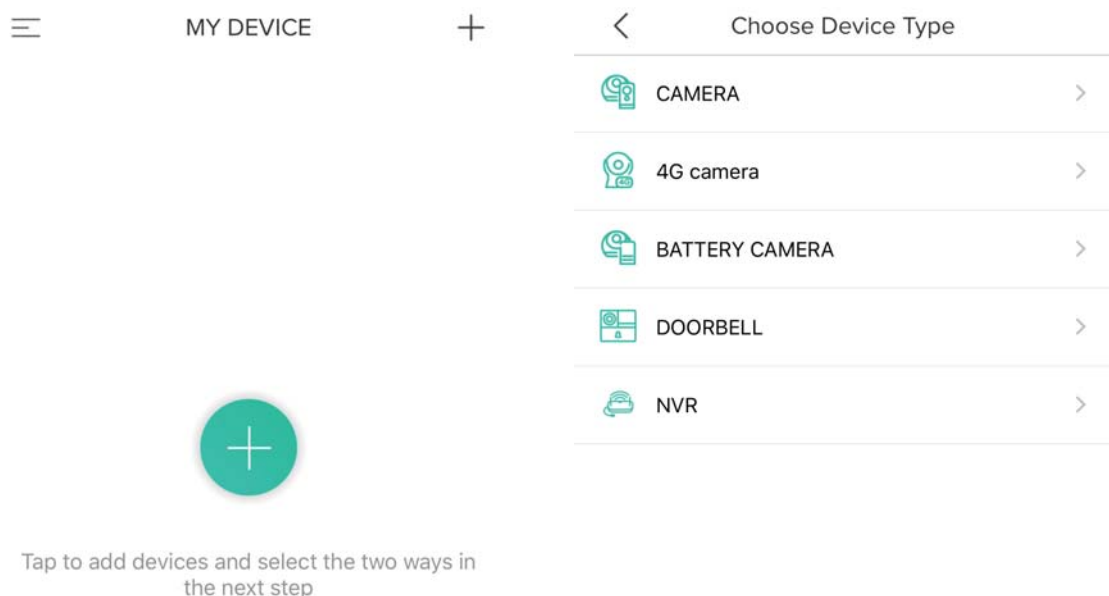 MY DEVICE
Tap to add devices and select the two ways in
the next step
Choose Device Type
CAMERA
4G camera
BATTERY CAMERA
DOORBELL
NVR